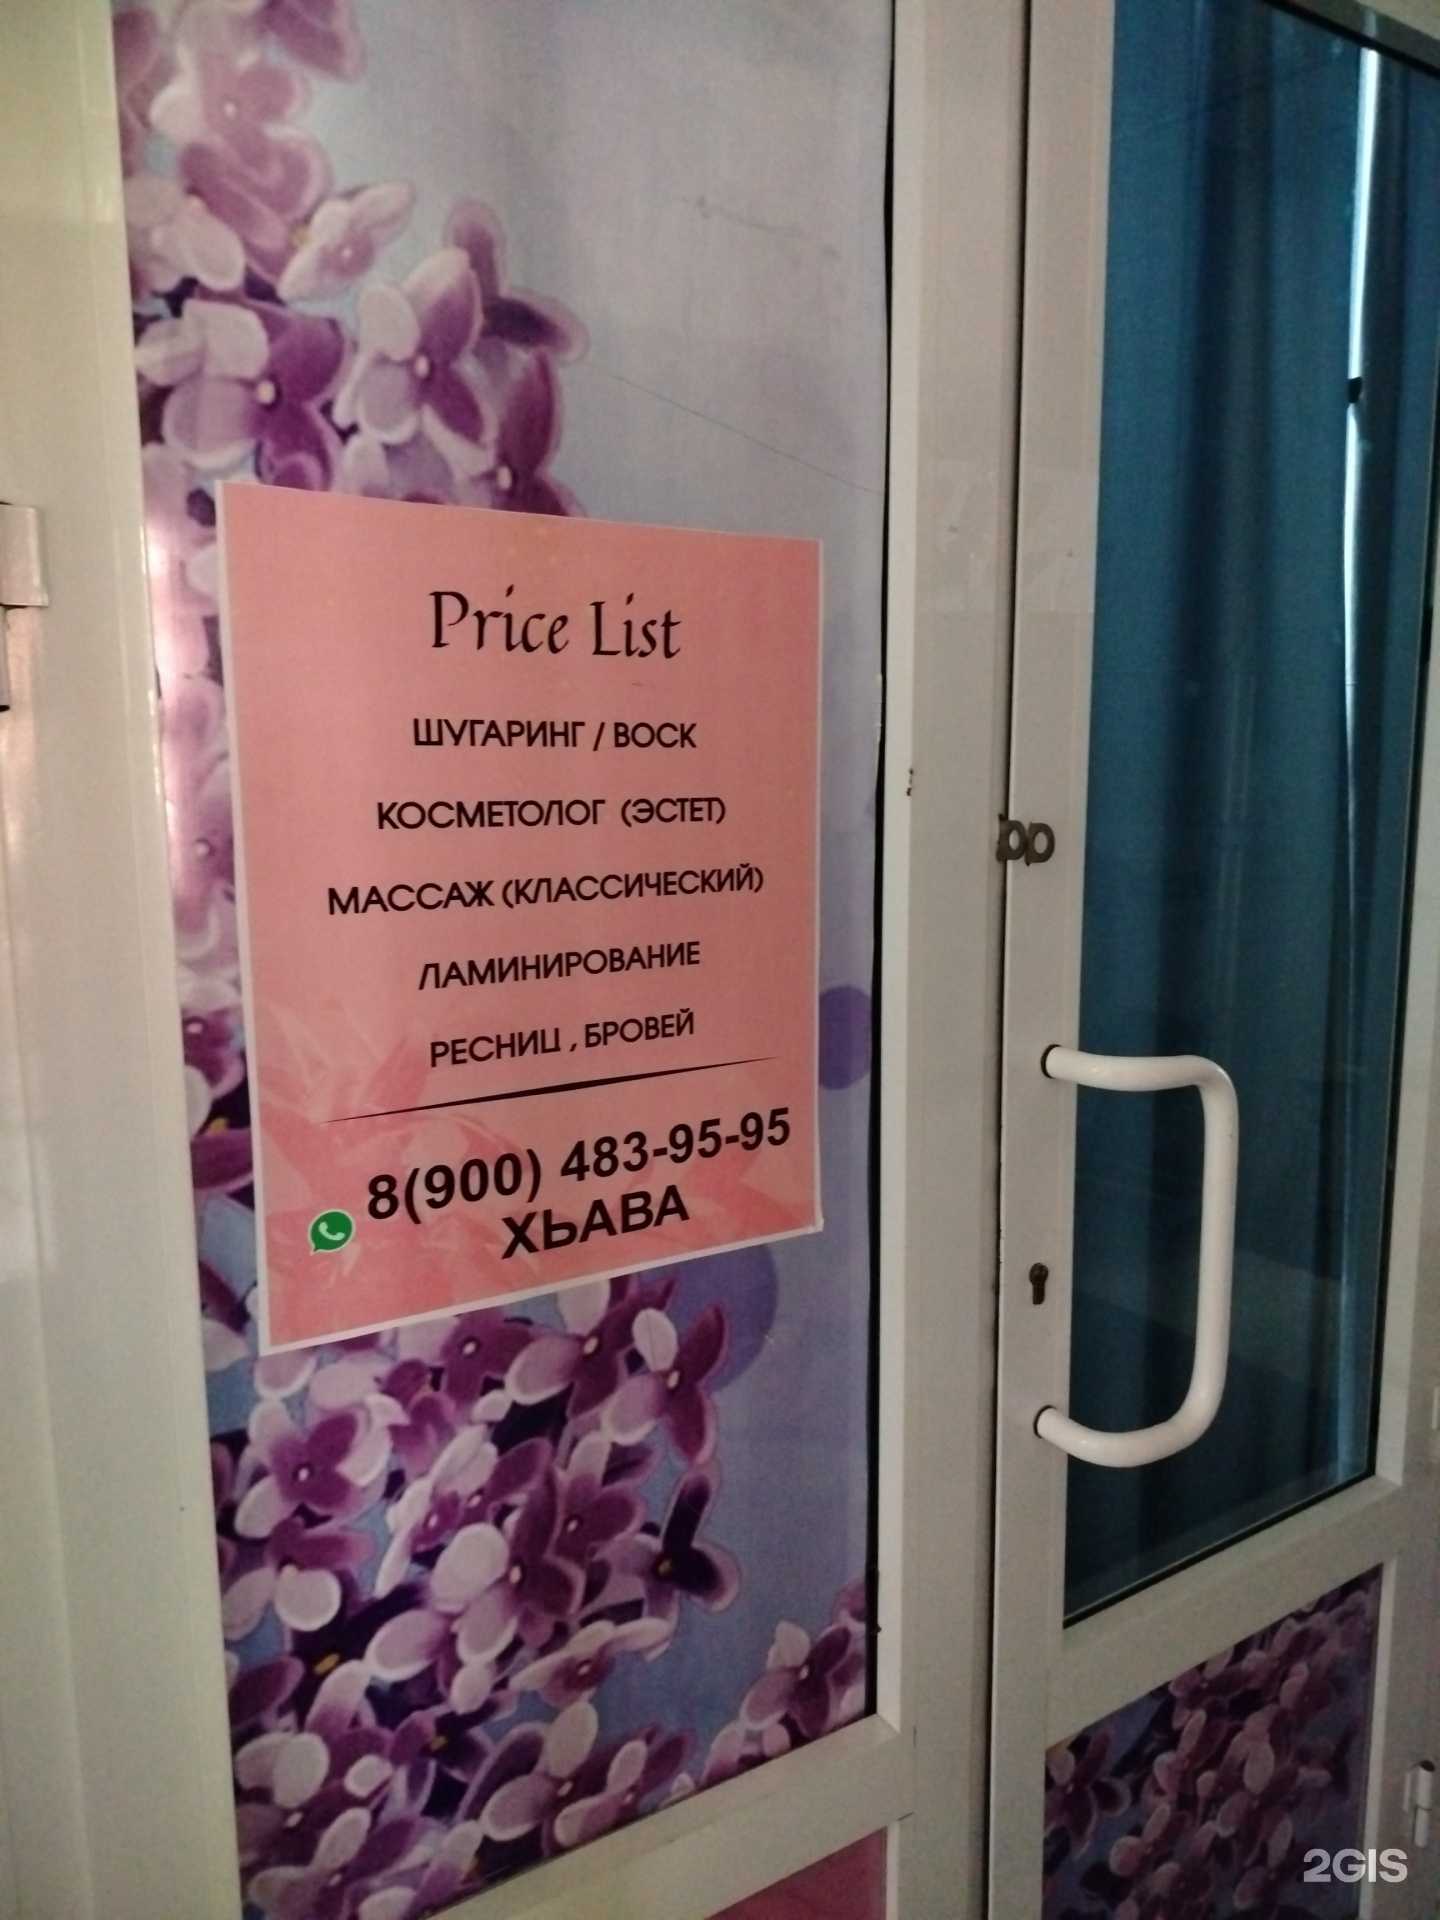 Price List
ШУГАРИНГ / ВОСК
КОСМЕТОЛОГ (ЭСТЕТ)
МАССАЖ (КЛАССИЧЕСКИЙ)
ЛАМИНИРОВАНИЕ
РЕСНИЦ , БРОВЕЙ
8(900) 483-95-95
ХЬАВА
2GIS